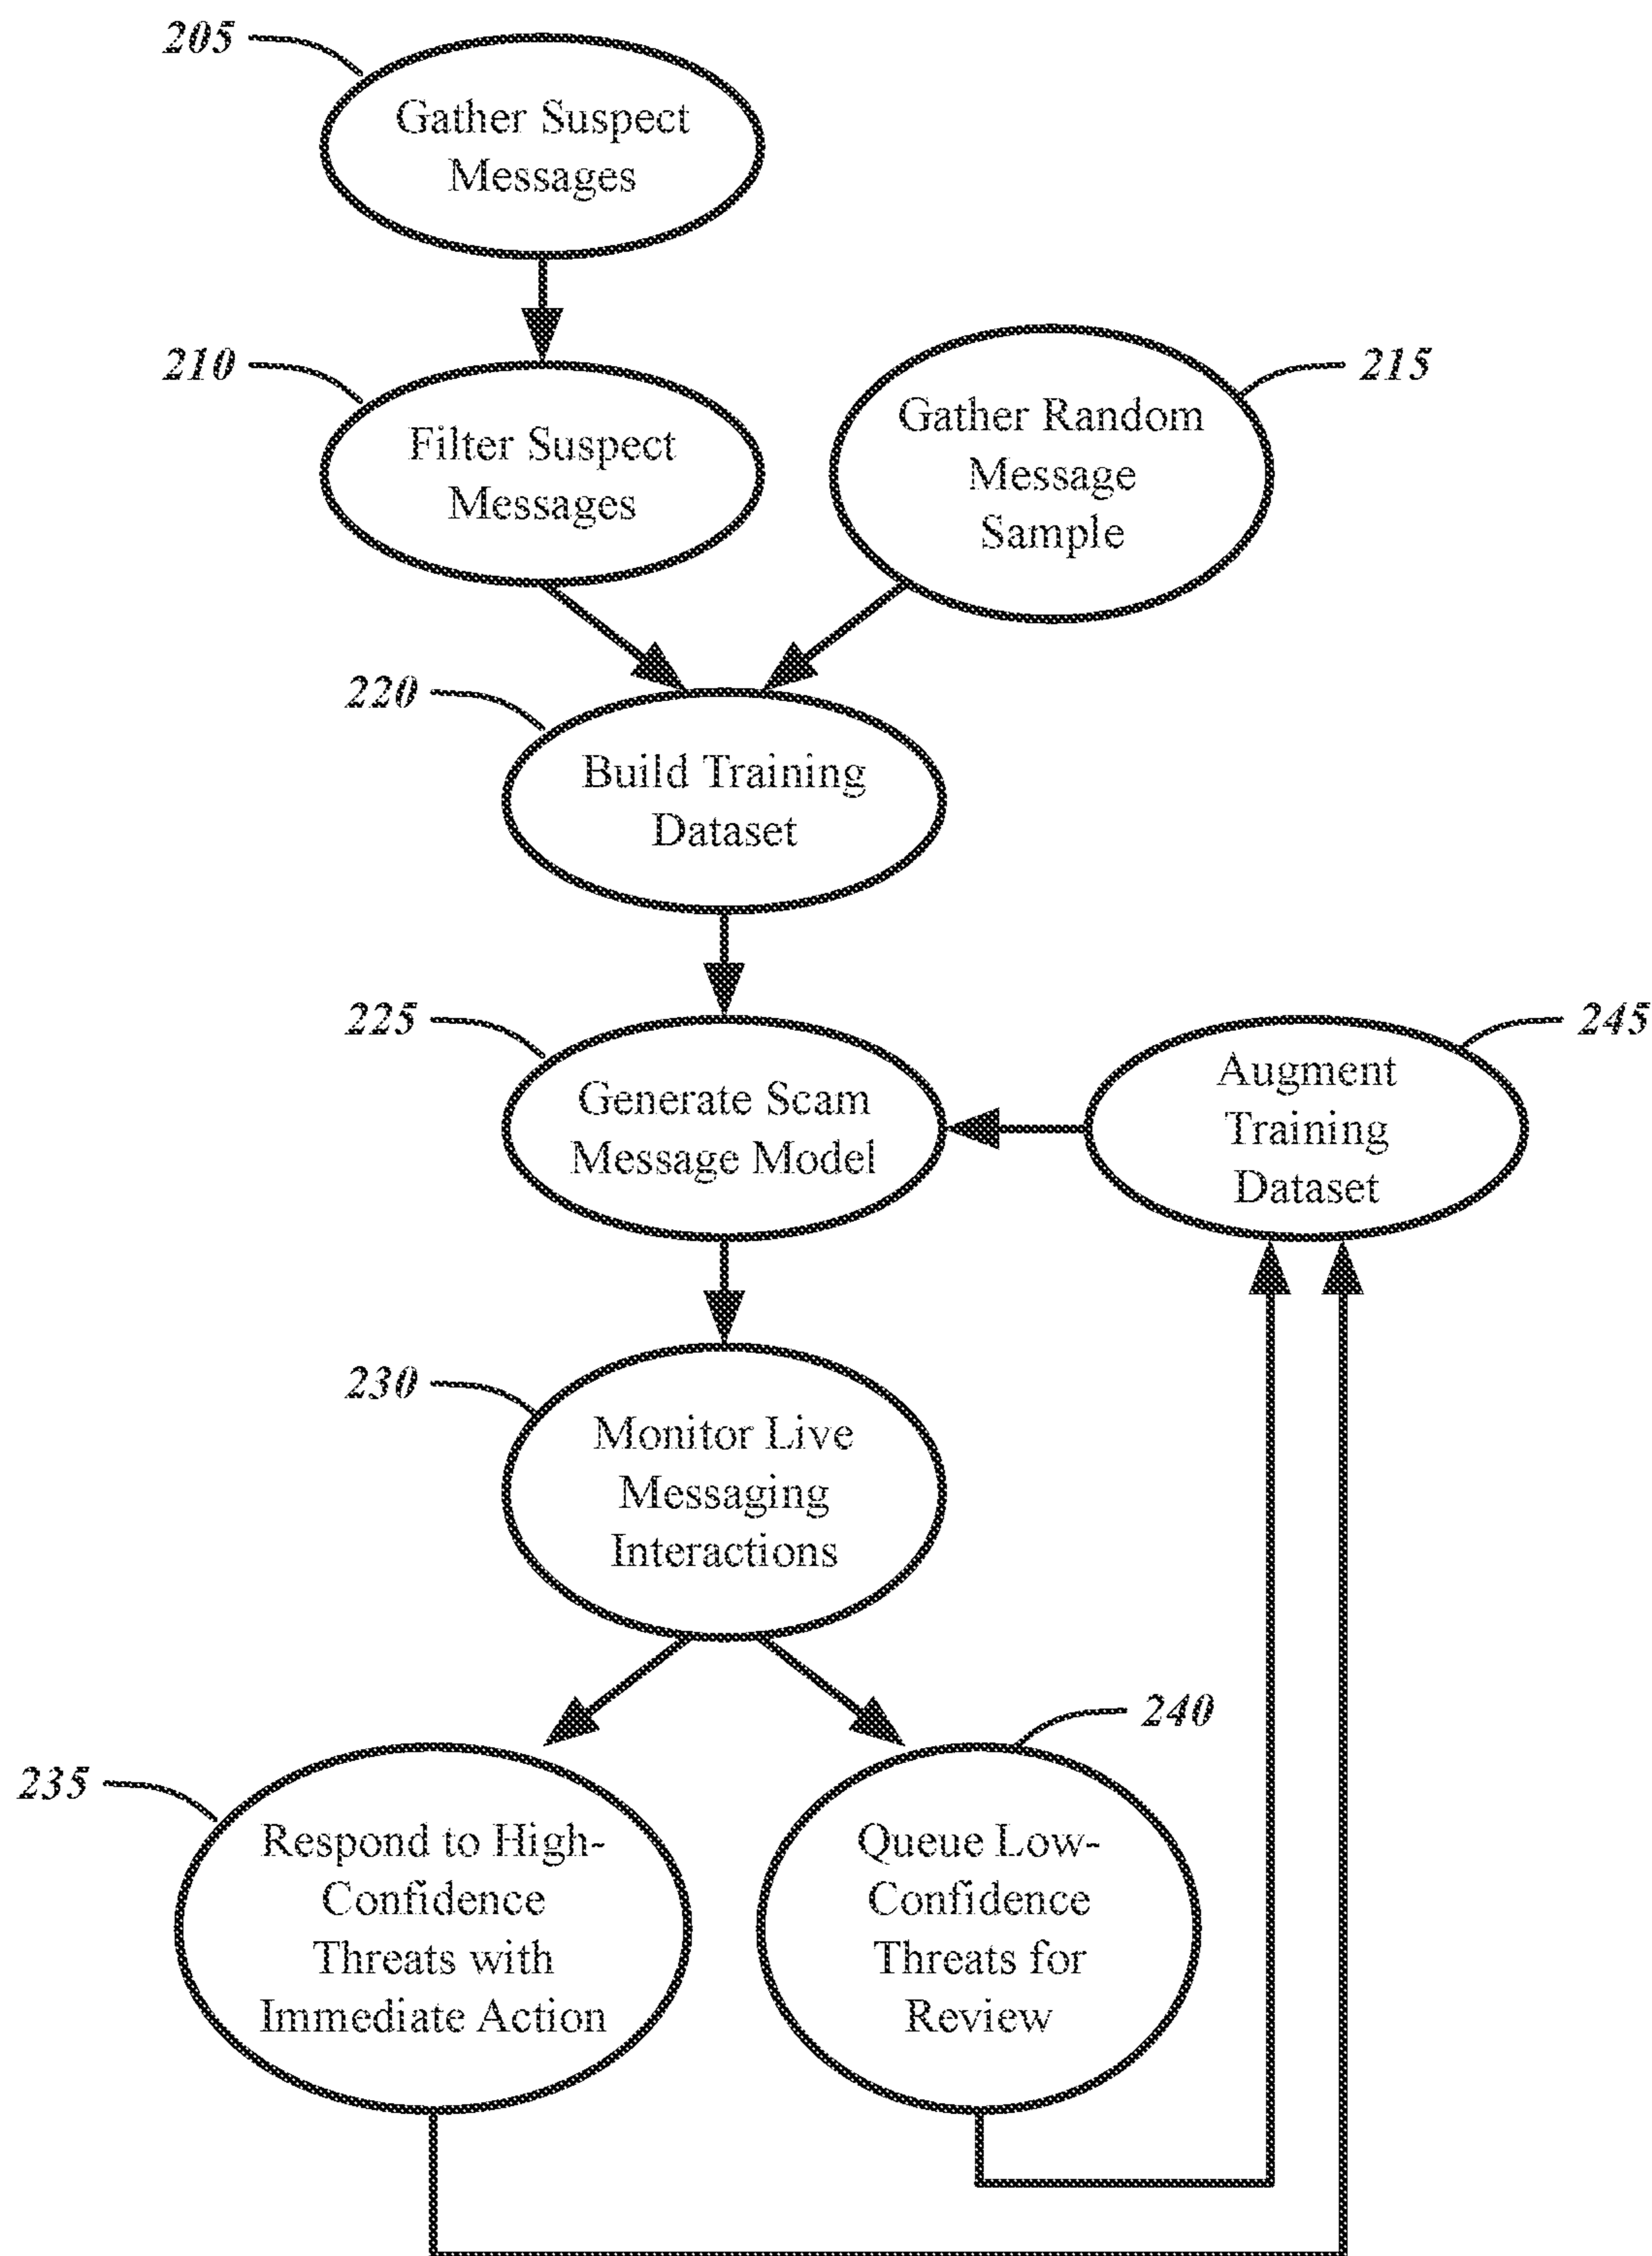 205
Gather Suspect
Messages
210
Filter Suspect
Messages
215
Gather Random
Message
Sample
220
Build Training
Dataset
225
Generate Scam
Message Model
245
Augment
Training
Dataset
230
Monitor Live
Messaging
Interactions
235
Respond to High-
Confidence
Threats with
Immediate Action
240
Queue Low-
Confidence
Threats for
Review